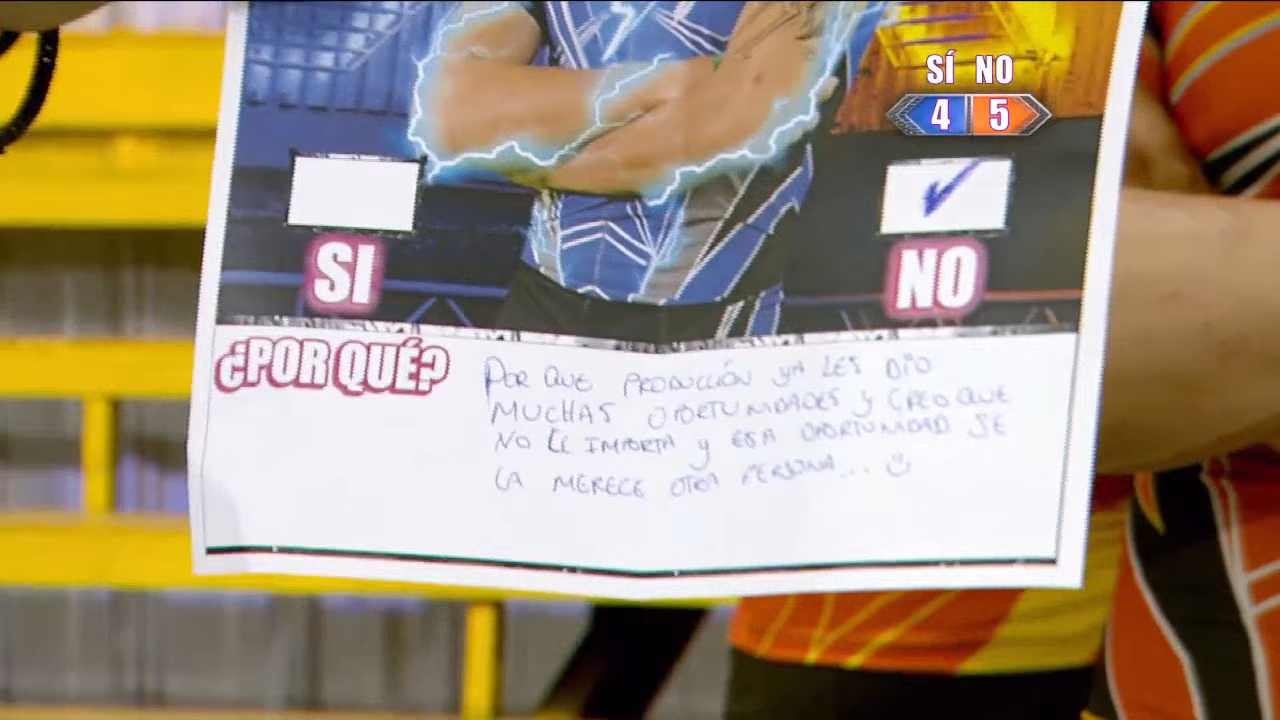 SÍ NO
4 5
SI
NO
¿POR QUÉ?
POR QUE PRODUCCIÓN YA LES DIO
MUCHAS OPORTUNIDADES Y CREO QUE
NO LE IMPORTA Y ESA OPORTUNIDAD SE
LA MERECE OTRA PERSONA...